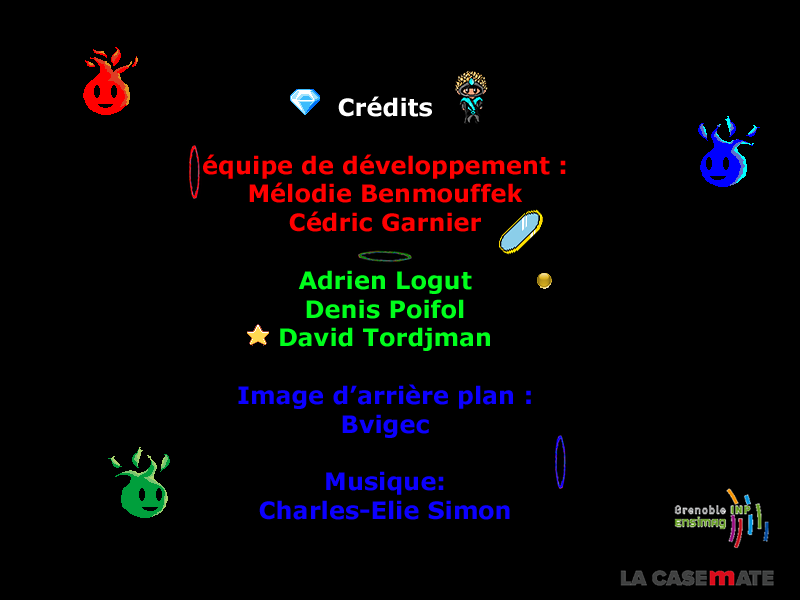 Crédits
équipe de développement :
Mélodie Benmouffek
Cédric Garnier
Adrien Logut
Denis Poifol
David Tordjman
Image d’arrière plan :
Bvigec
Musique:
Charles-Elie Simon
Grenoble INP
ensimag
LA CASEMATE